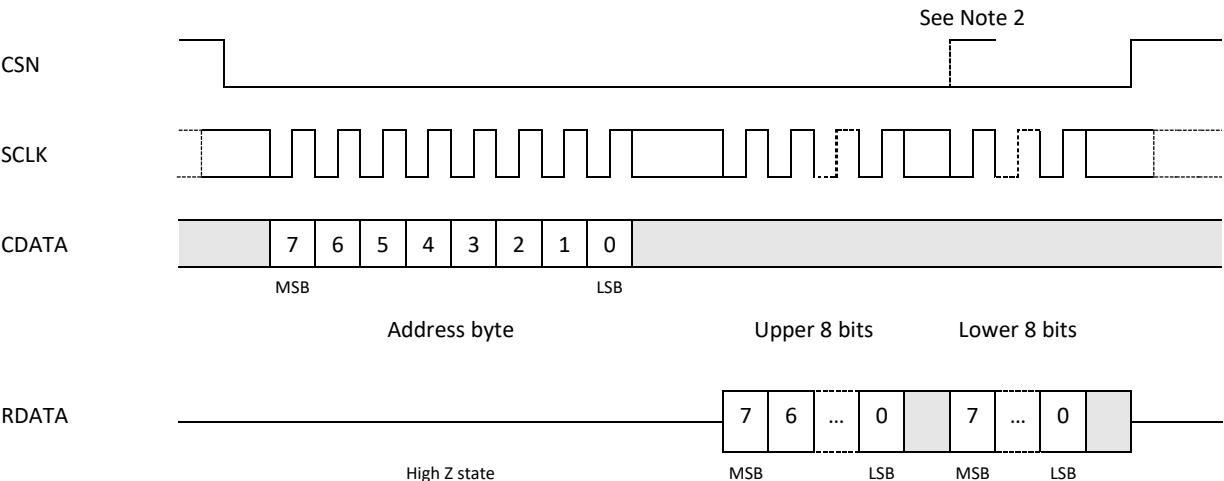 See Note 2
CSN
SCLK
CDATA 7 6 5 4 3 2 1 0
MSB LSB
Address byte Upper 8 bits Lower 8 bits
RDATA 7 6 ... 0 7 ... 0
High Z state MSB LSB MSB LSB